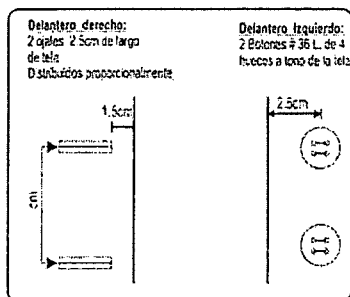 Delantero derecho:
2 ojales 2.5cm de largo
de tela
Distribuidos proporcionalmente
Delantero Izquierdo:
2 Botones # 36 L. de 4
huecos a tono de la tela
1.5cm
2.5cm
cm